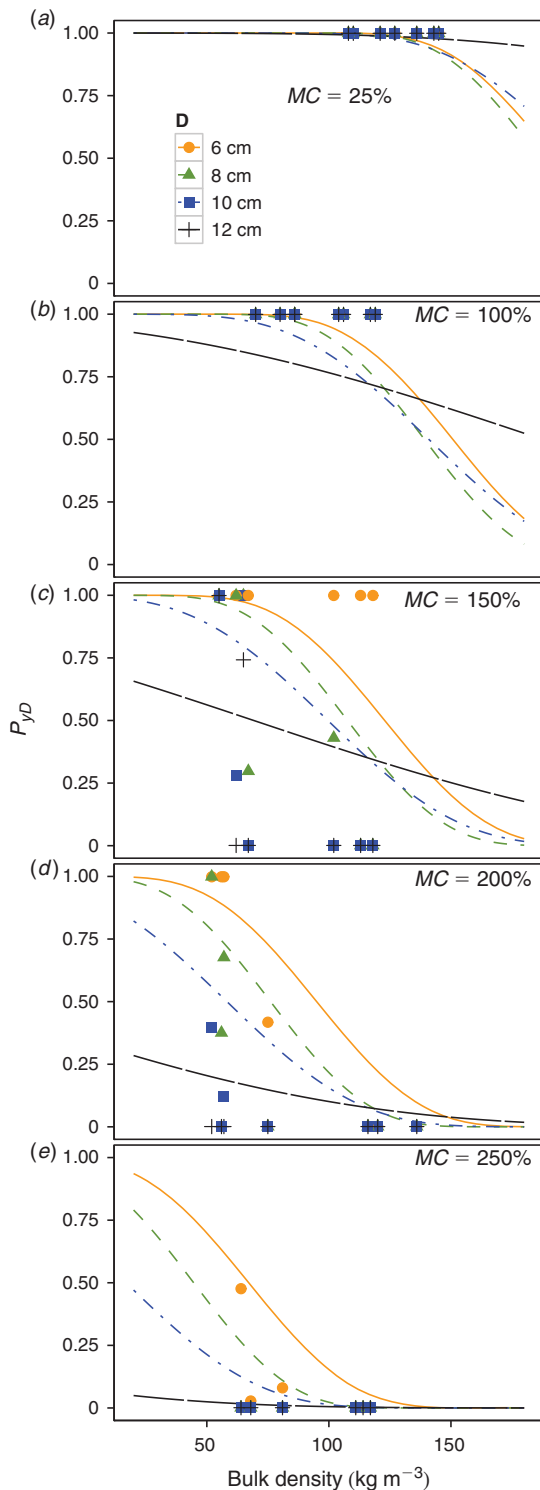 (a)
1.00
0.75
0.50
0.25
0
MC = 25%
D
6 cm
8 cm
10 cm
12 cm
(b)
MC = 100%
1.00
0.75
0.50
0.25
0
(c)
MC = 150%
1.00
0.75
0.50
0.25
0
P_yD
(d)
MC = 200%
1.00
0.75
0.50
0.25
0
(e)
MC = 250%
1.00
0.75
0.50
0.25
0
50 100 150
Bulk density (kg m⁻³)